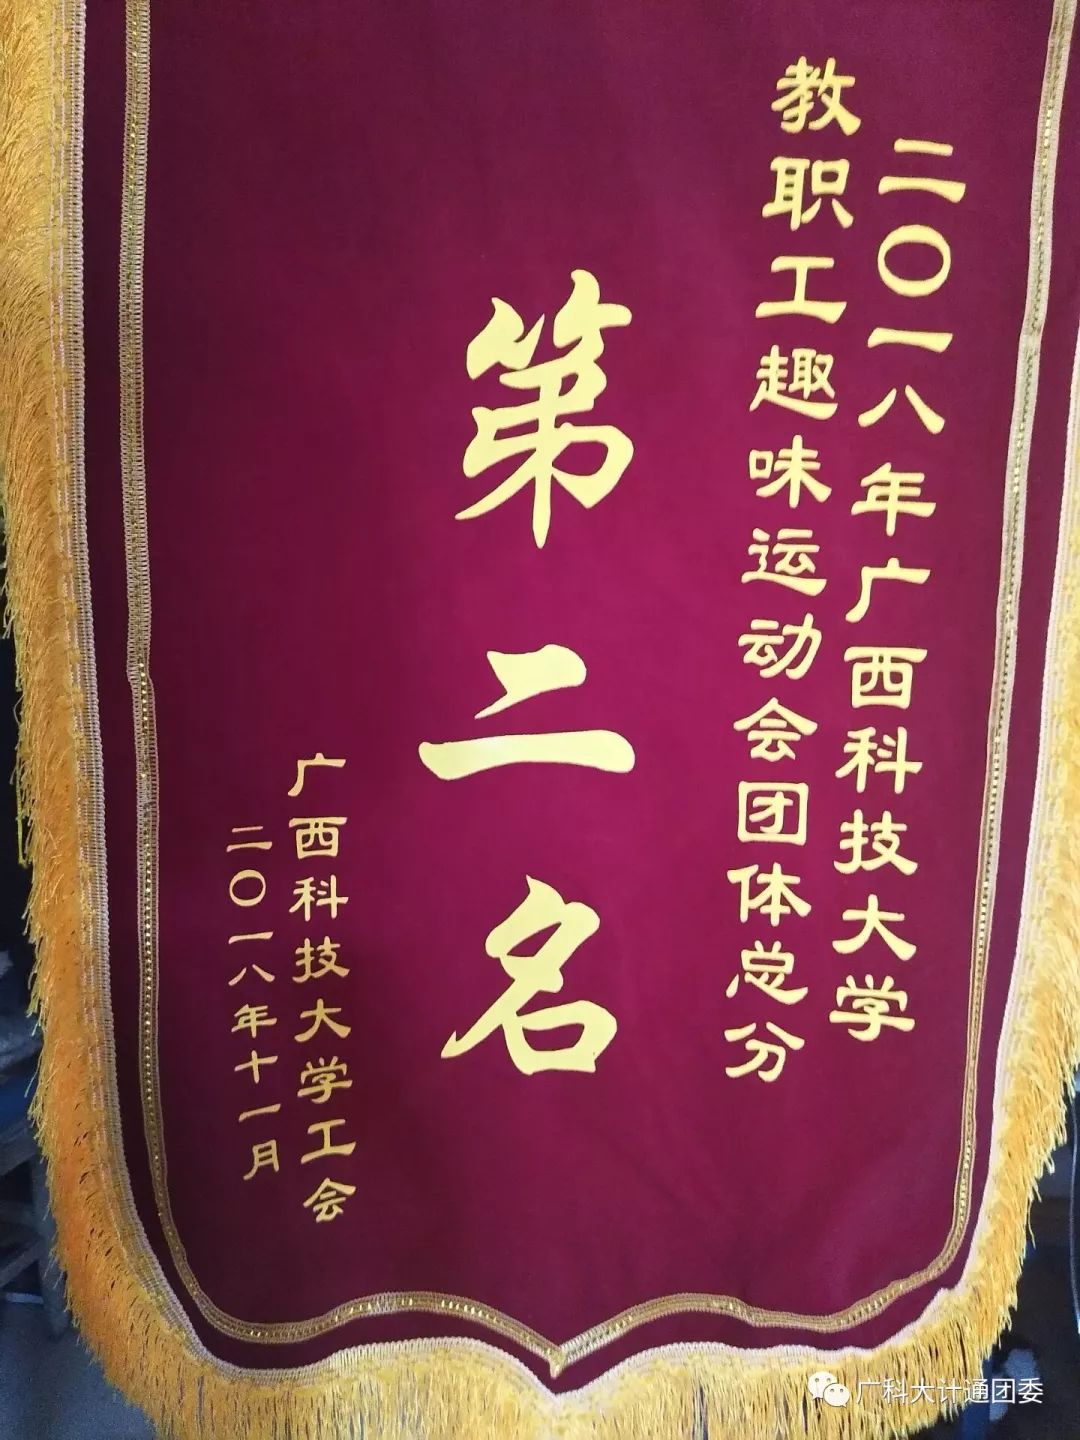 二〇一八年广西科技大学
教职工趣味运动会团体总分
第二名
广西科技大学工会
二〇一八年十一月
广科大计通团委